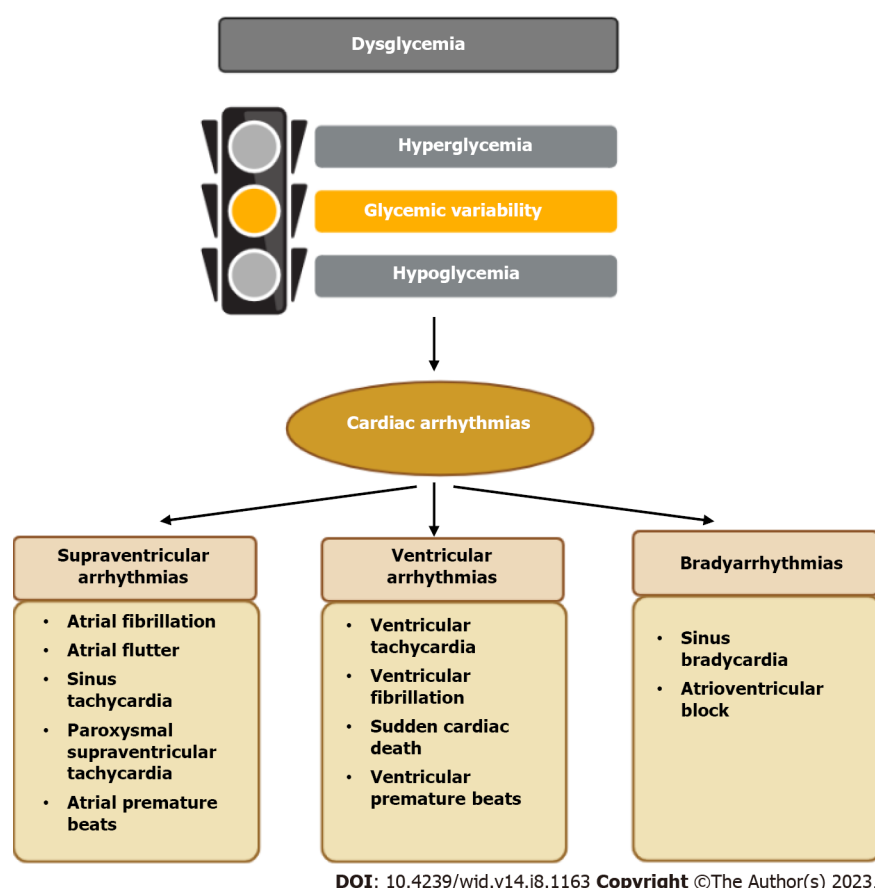 Dysglycemia
Hyperglycemia
Glycemic variability
Hypoglycemia
Cardiac arrhythmias
Supraventricular
arrhythmias
• Atrial fibrillation
• Atrial flutter
• Sinus
tachycardia
• Paroxysmal
supraventricular
tachycardia
• Atrial premature
beats
Ventricular
arrhythmias
• Ventricular
tachycardia
• Ventricular
fibrillation
• Sudden cardiac
death
• Ventricular
premature beats
Bradyarrhythmias
• Sinus
bradycardia
• Atrioventricular
block
DOI: 10.4239/wjd.v14.i8.1163 Copyright ©The Author(s) 2023.